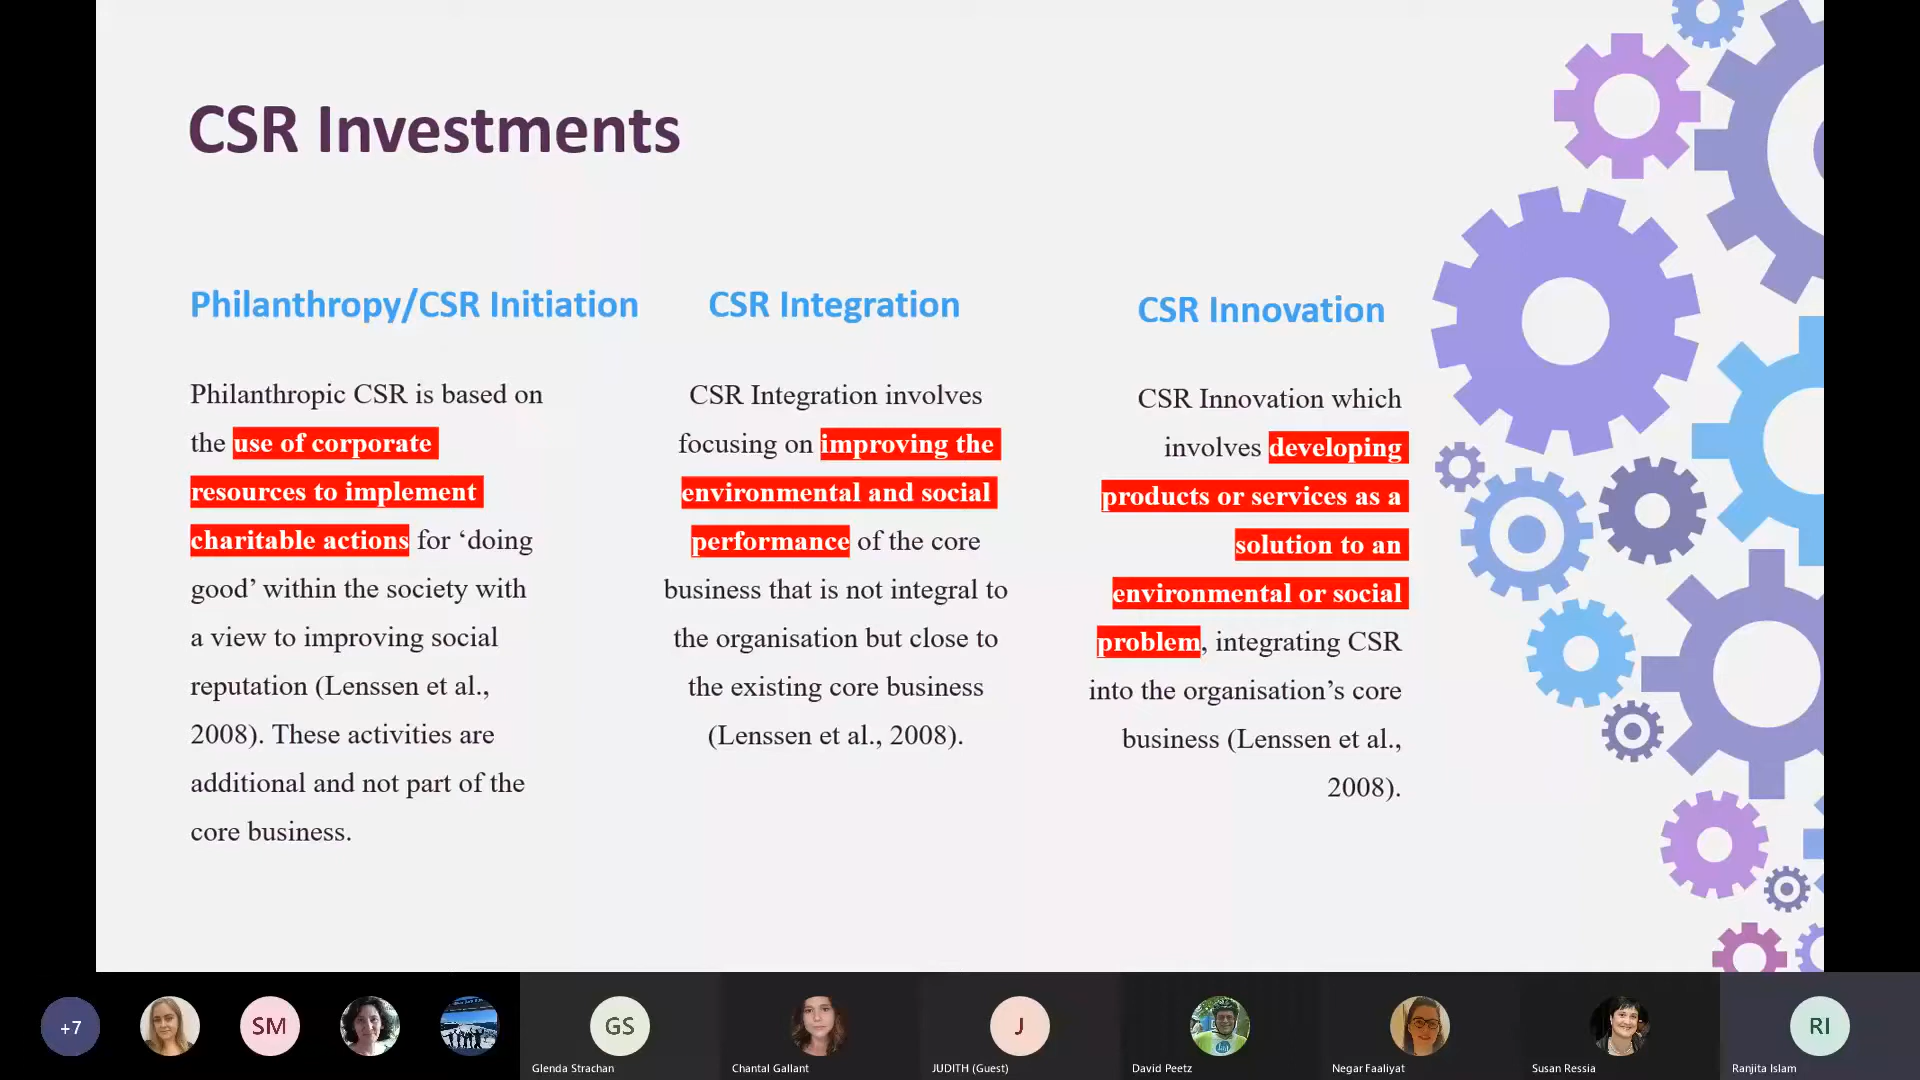 CSR Investments
Philanthropy/CSR Initiation
Philanthropic CSR is based on
the use of corporate
resources to implement
charitable actions for ‘doing
good’ within the society with
a view to improving social
reputation (Lenssen et al.,
2008). These activities are
additional and not part of the
core business.
CSR Integration
CSR Integration involves
focusing on improving the
environmental and social
performance of the core
business that is not integral to
the organisation but close to
the existing core business
(Lenssen et al., 2008).
CSR Innovation
CSR Innovation which
involves developing
products or services as a
solution to an
environmental or social
problem, integrating CSR
into the organisation’s core
business (Lenssen et al.,
2008).
+7
SM
GS
Glenda Strachan
Chantal Gallant
J
JUDITH (Guest)
David Peetz
Negar Faaliyat
Susan Ressia
RI
Ranjita Islam